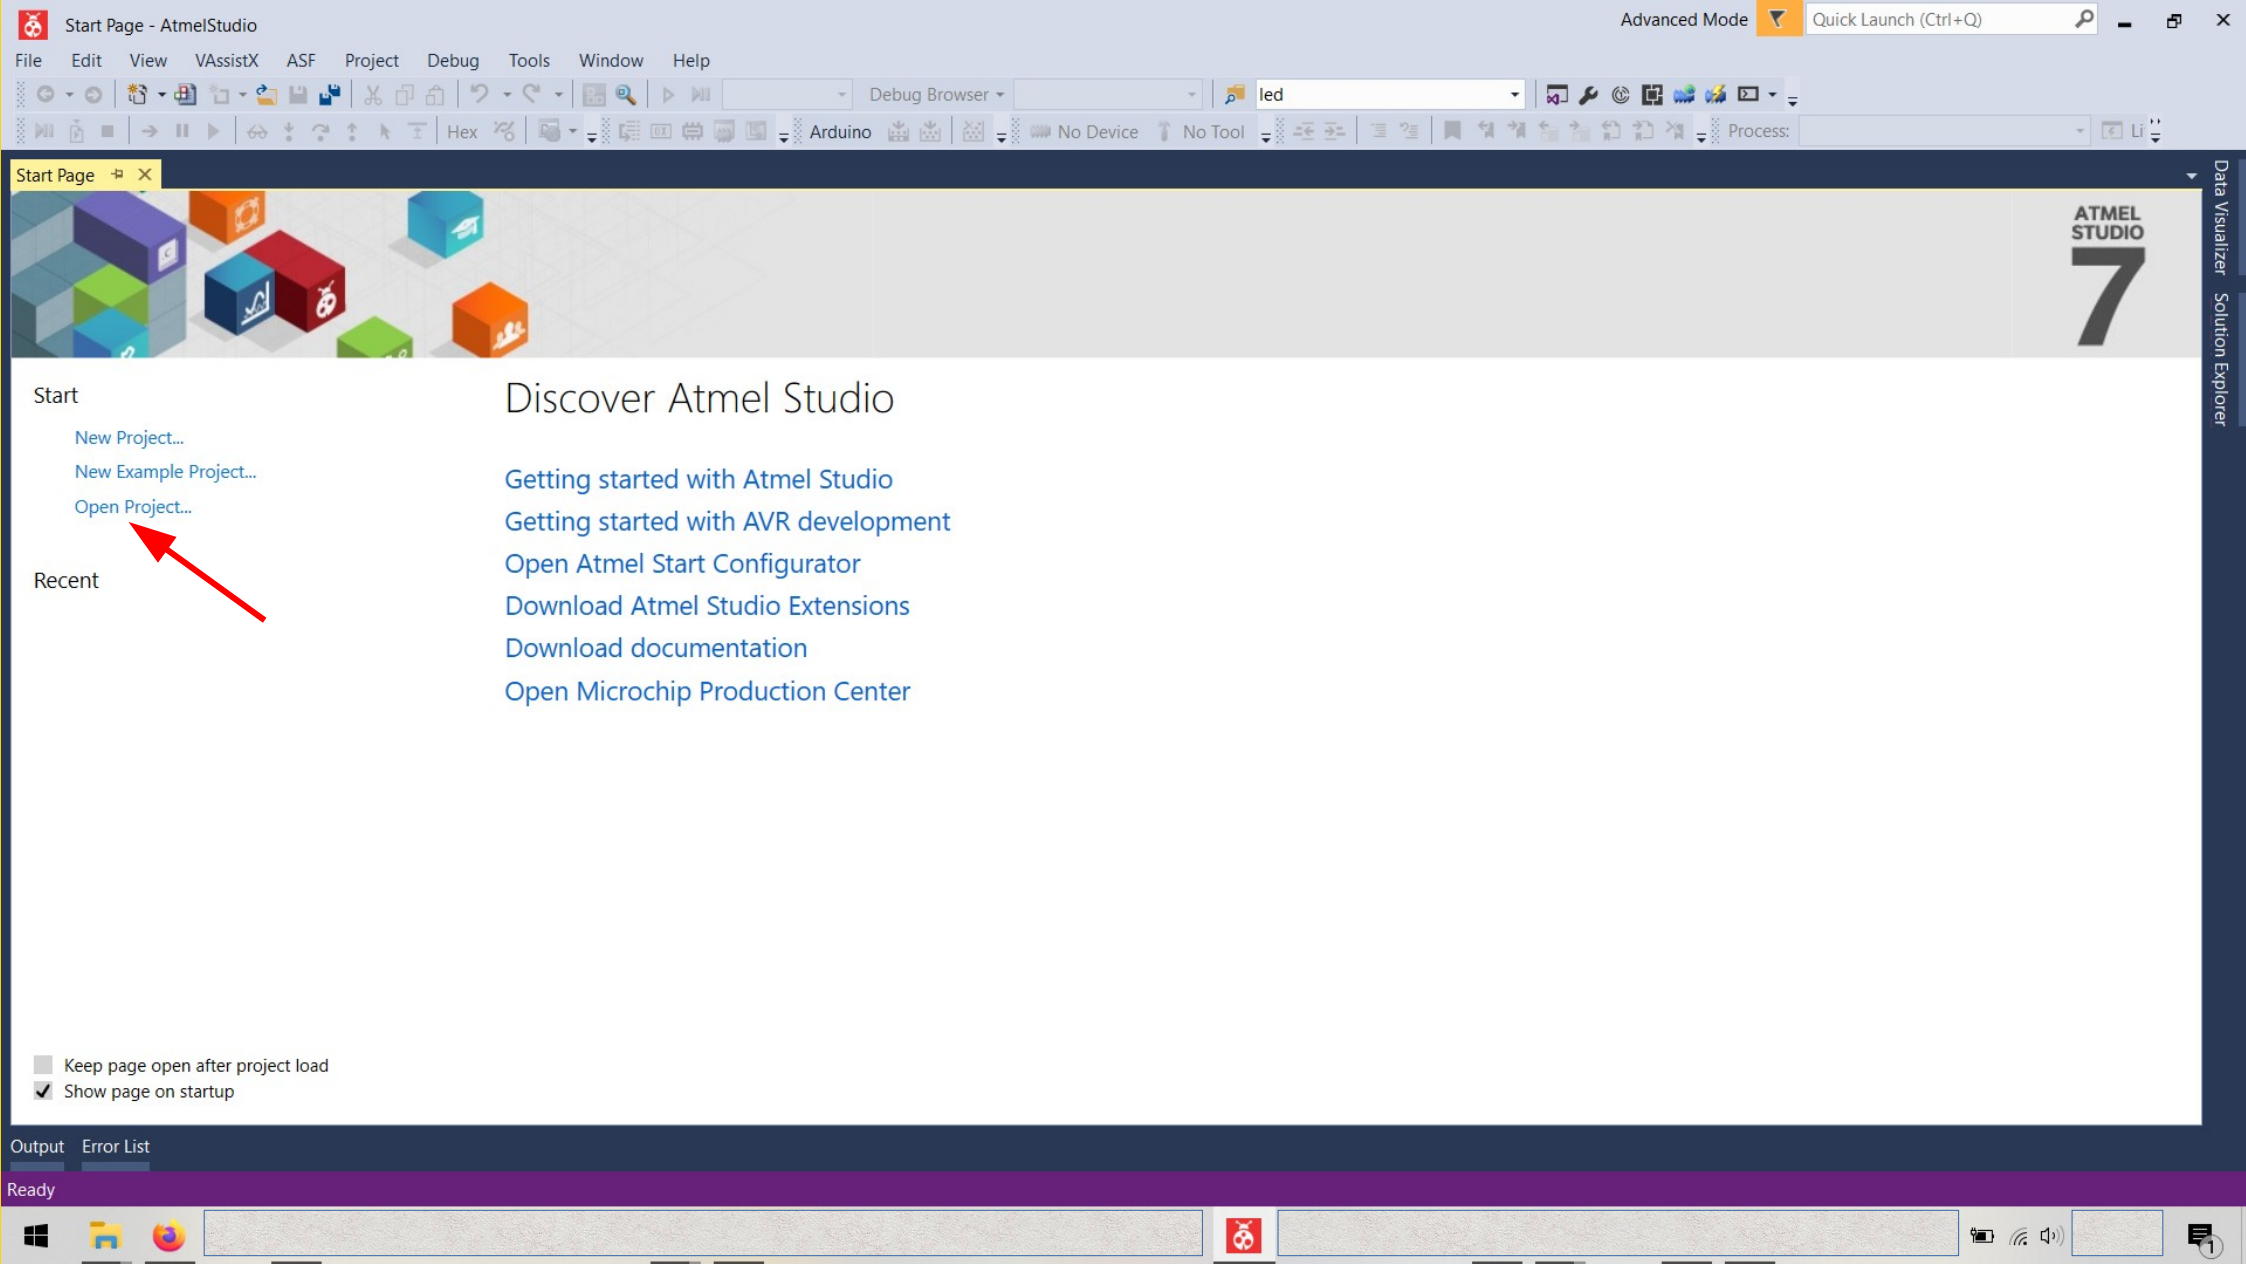 Start Page - AtmelStudio
Advanced Mode
Quick Launch (Ctrl+Q)
File Edit View VAssistX ASF Project Debug Tools Window Help
Debug Browser
led
Hex
Arduino
No Device
No Tool
Process:
Start Page
Data Visualizer
Solution Explorer
ATMEL
STUDIO
7
Start
New Project...
New Example Project...
Open Project...
Recent
Discover Atmel Studio
Getting started with Atmel Studio
Getting started with AVR development
Open Atmel Start Configurator
Download Atmel Studio Extensions
Download documentation
Open Microchip Production Center
Keep page open after project load
Show page on startup
Output Error List
Ready
1